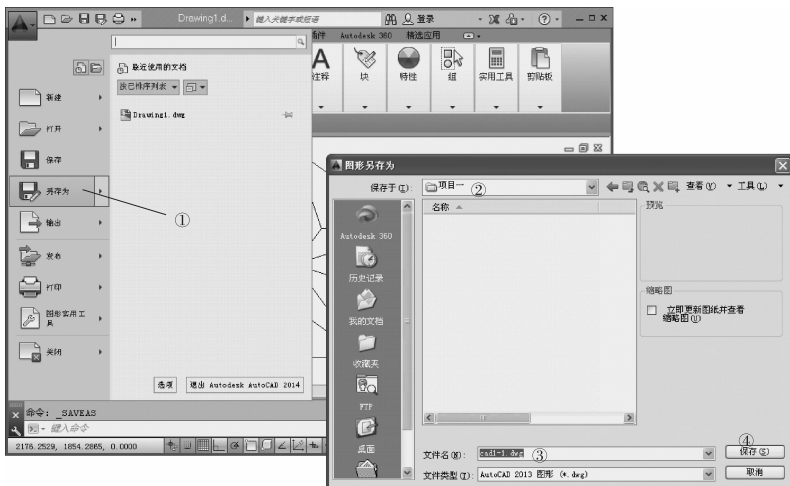 Drawing1.d...
键入关键字或短语
登录
插件 Autodesk 360 精选应用
最近使用的文档
按已排序列表
Drawing1.dwg
新建
打开
保存
另存为
①
输出
发布
打印
图形实用工具
关闭
选项
退出 Autodesk AutoCAD 2014
注释
块
特性
组
实用工具
剪贴板
命令: _SAVEAS
键入命令
2176.2529, 1854.2865, 0.0000
图形另存为
保存于(I):
项目一
②
查看(V)
工具(L)
名称
预览
Autodesk 360
历史记录
我的文档
收藏夹
FTP
桌面
缩略图
立即更新图纸并查看
缩略图(U)
文件名(N):
cad1-1.dwg
③
④
保存(S)
文件类型(T):
AutoCAD 2013 图形 (*.dwg)
取消